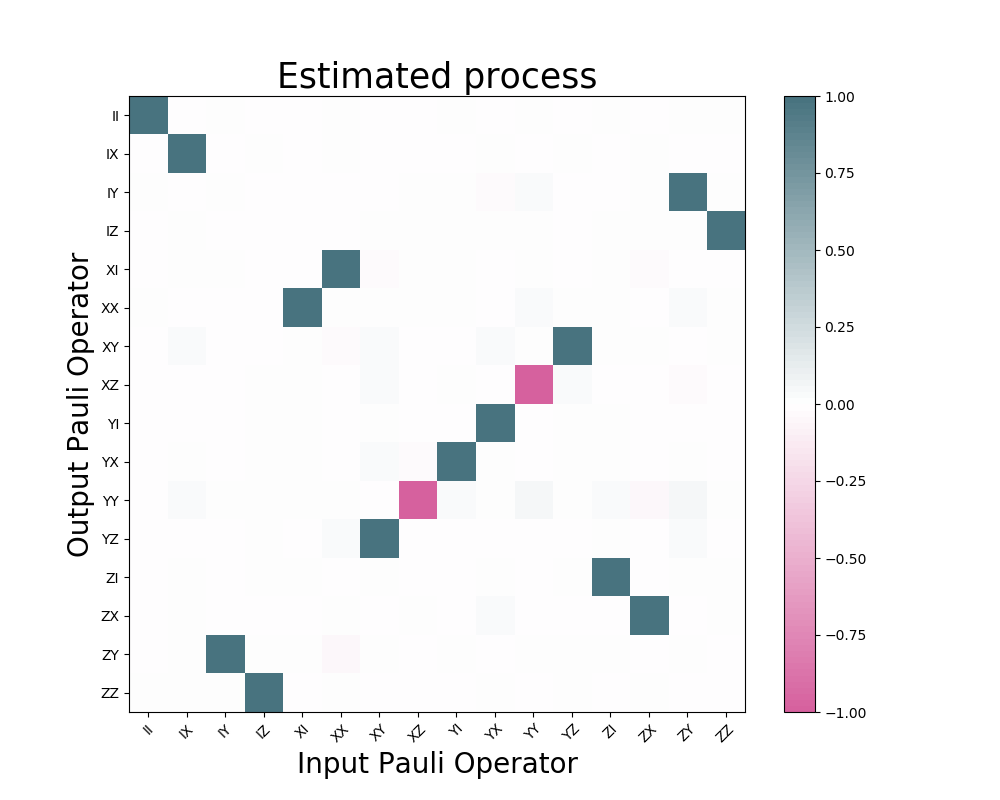 Estimated process
II
IX
IY
IZ
XI
XX
XY
XZ
YI
YX
YY
YZ
ZI
ZX
ZY
ZZ
Output Pauli Operator
II IX IY IZ XI XX XY XZ YI YX YY YZ ZI ZX ZY ZZ
Input Pauli Operator
1.00
0.75
0.50
0.25
0.00
−0.25
−0.50
−0.75
−1.00